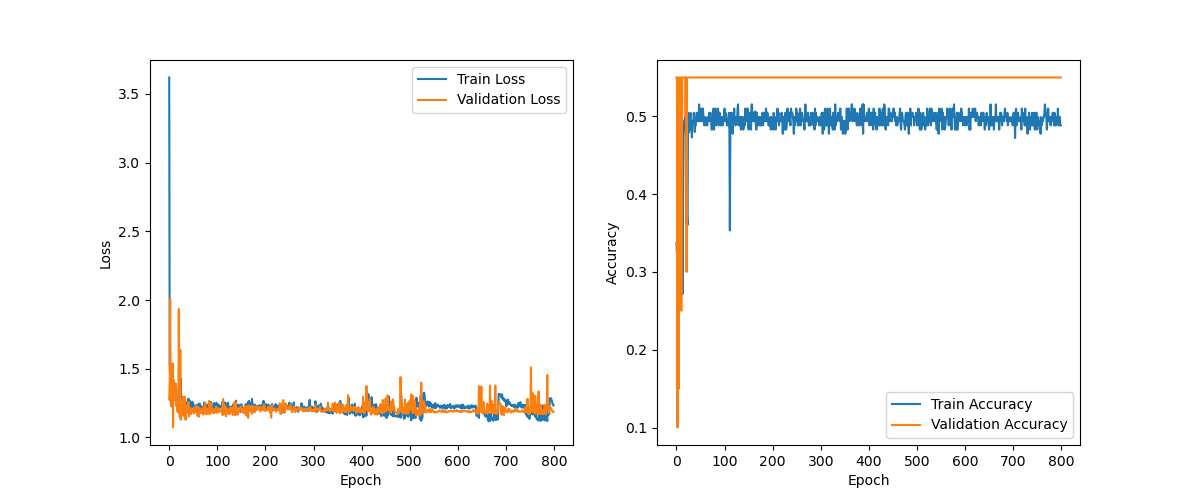 3.5
3.0
2.5
2.0
1.5
1.0
Loss
0 100 200 300 400 500 600 700 800
Epoch
Train Loss
Validation Loss
0.5
0.4
0.3
0.2
0.1
Accuracy
0 100 200 300 400 500 600 700 800
Epoch
Train Accuracy
Validation Accuracy